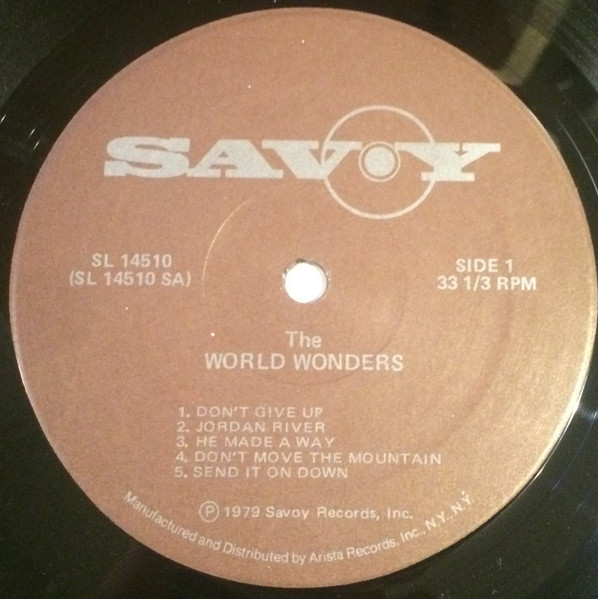 SAVOY
SL 14510
(SL 14510 SA)
SIDE 1
33 1/3 RPM
The
WORLD WONDERS
1. DON'T GIVE UP
2. JORDAN RIVER
3. HE MADE A WAY
4. DON'T MOVE THE MOUNTAIN
5. SEND IT ON DOWN
Ⓟ 1979 Savoy Records, Inc.
Manufactured and Distributed by Arista Records, Inc., N.Y., N.Y.